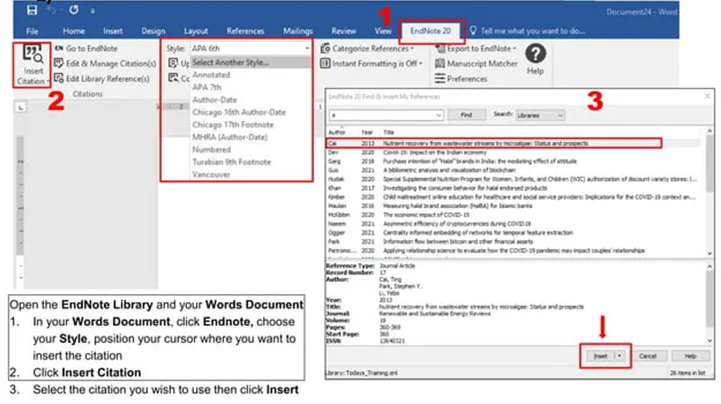 Document24 - Word
1
File Home Insert Design Layout References Mailings Review View EndNote 20 Tell me what you want to do...
Insert Citation
Go to EndNote
Edit & Manage Citation(s)
Edit Library Reference(s)
Citations
2
Style: APA 6th
Select Another Style...
Annotated
APA 7th
Author-Date
Chicago 16th Author-Date
Chicago 17th Footnote
MHRA (Author-Date)
Numbered
Turabian 9th Footnote
Vancouver
Categorize References
Instant Formatting is Off
Export to EndNote
Manuscript Matcher
Preferences
Help
EndNote 20 Find & Insert My References
3
a Find Search: Libraries
Author Year Title
Cai 2013 Nutrient recovery from wastewater streams by microalgae: Status and prospects
Dev 2020 Covid-19: Impact on the Indian economy
Garg 2018 Purchase intention of "Halal" brands in India: the mediating effect of attitude
Guo 2021 A bibliometric analysis and visualization of blockchain
Hudak 2020 Special Supplemental Nutrition Program for Women, Infants, and Children (WIC) authorization of discount variety stores:
Khan 2017 Investigating the consumer behavior for halal endorsed products
Kimber 2020 Child maltreatment online education for healthcare and social service providers: Implications for the COVID-19 context an...
Maulan 2016 Measuring halal brand association (HalBA) for Islamic banks
McKibbin 2020 The economic impact of COVID-19
Naeem 2021 Asymmetric efficiency of cryptocurrencies during COVID19
Ogger 2021 Centrality informed embedding of networks for temporal feature extraction
Park 2021 Information flow between bitcoin and other financial assets
Pietromo... 2020 Applying relationship science to evaluate how the COVID-19 pandemic may impact couples' relationships
Reference Type: Journal Article
Record Number: 17
Author: Cai, Ting
Park, Stephen Y.
Li, Yebo
Year: 2013
Title: Nutrient recovery from wastewater streams by microalgae: Status and prospects
Journal: Renewable and Sustainable Energy Reviews
Volume: 19
Pages: 360-369
Start Page: 360
ISSN: 13640321
Insert Cancel Help
Library: Todays_Training.enl 26 items in list
Open the EndNote Library and your Words Document
1. In your Words Document, click Endnote, choose
your Style, position your cursor where you want to
insert the citation
2. Click Insert Citation
3. Select the citation you wish to use then click Insert